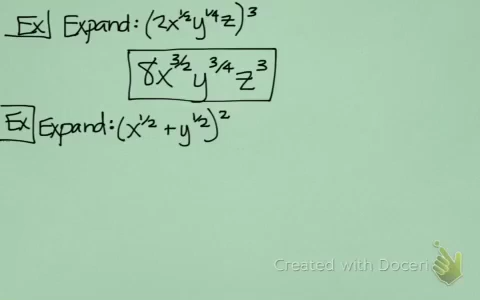 Ex Expand: (2x^1/2 y^1/4 z)^3
8x^3/2 y^3/4 z^3
Ex Expand: (x^1/2 + y^1/2)^2
Created with Doceri